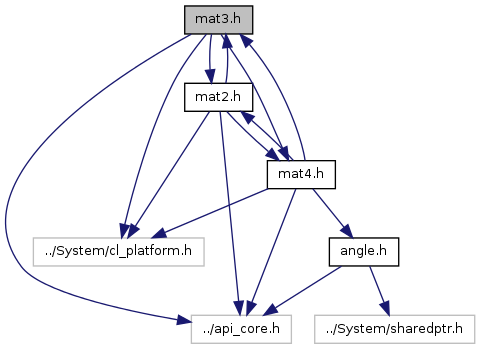 mat3.h
mat2.h
mat4.h
../System/cl_platform.h
angle.h
../api_core.h
../System/sharedptr.h